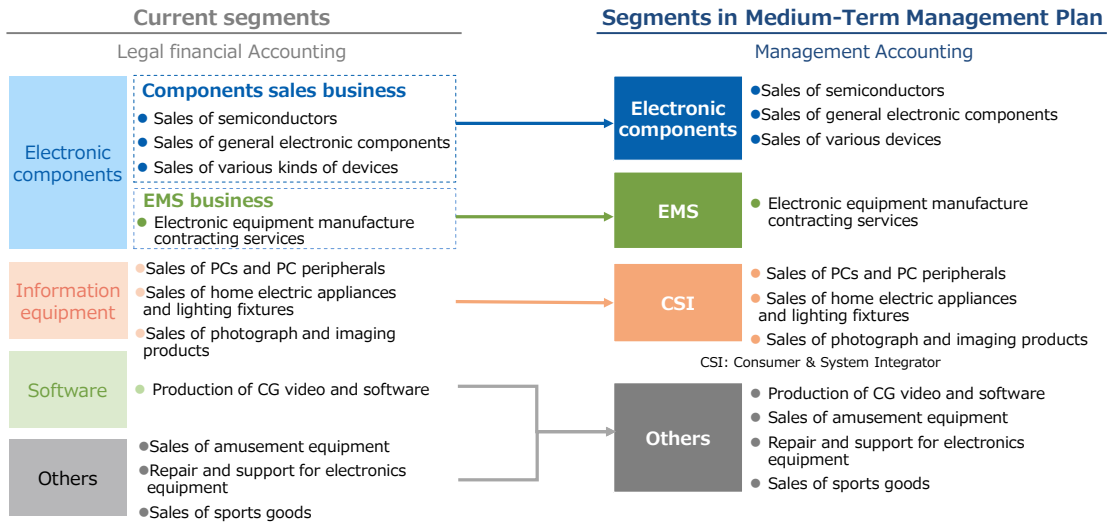 Current segments
Legal financial Accounting
Electronic
components
Components sales business
● Sales of semiconductors
● Sales of general electronic components
● Sales of various kinds of devices
EMS business
● Electronic equipment manufacture
contracting services
Information
equipment
●Sales of PCs and PC peripherals
●Sales of home electric appliances
and lighting fixtures
●Sales of photograph and imaging
products
Software
● Production of CG video and software
Others
●Sales of amusement equipment
●Repair and support for electronics
equipment
●Sales of sports goods
Segments in Medium-Term Management Plan
Management Accounting
Electronic
components
●Sales of semiconductors
●Sales of general electronic components
●Sales of various devices
EMS
● Electronic equipment manufacture
contracting services
CSI
● Sales of PCs and PC peripherals
● Sales of home electric appliances
and lighting fixtures
● Sales of photograph and imaging products
CSI: Consumer & System Integrator
Others
● Production of CG video and software
● Sales of amusement equipment
● Repair and support for electronics
equipment
● Sales of sports goods